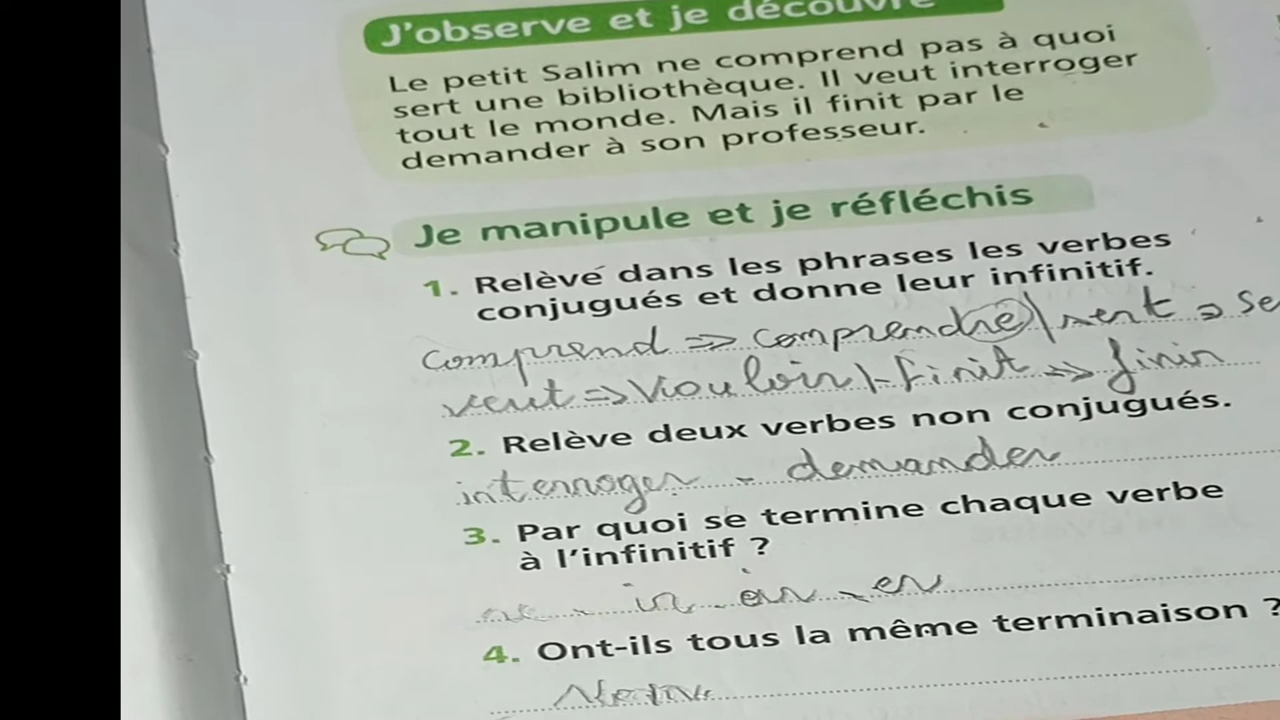 J'observe et je découvre
Le petit Salim ne comprend pas à quoi
sert une bibliothèque. Il veut interroger
tout le monde. Mais il finit par le
demander à son professeur.
Je manipule et je réfléchis
1. Relève dans les phrases les verbes
conjugués et donne leur infinitif.
comprend => comprendre | sert => se
veut => vouloir | - finit => finir
2. Relève deux verbes non conjugués.
interroger - demander
3. Par quoi se termine chaque verbe
à l'infinitif ?
re - ir - oir - er
4. Ont-ils tous la même terminaison ?